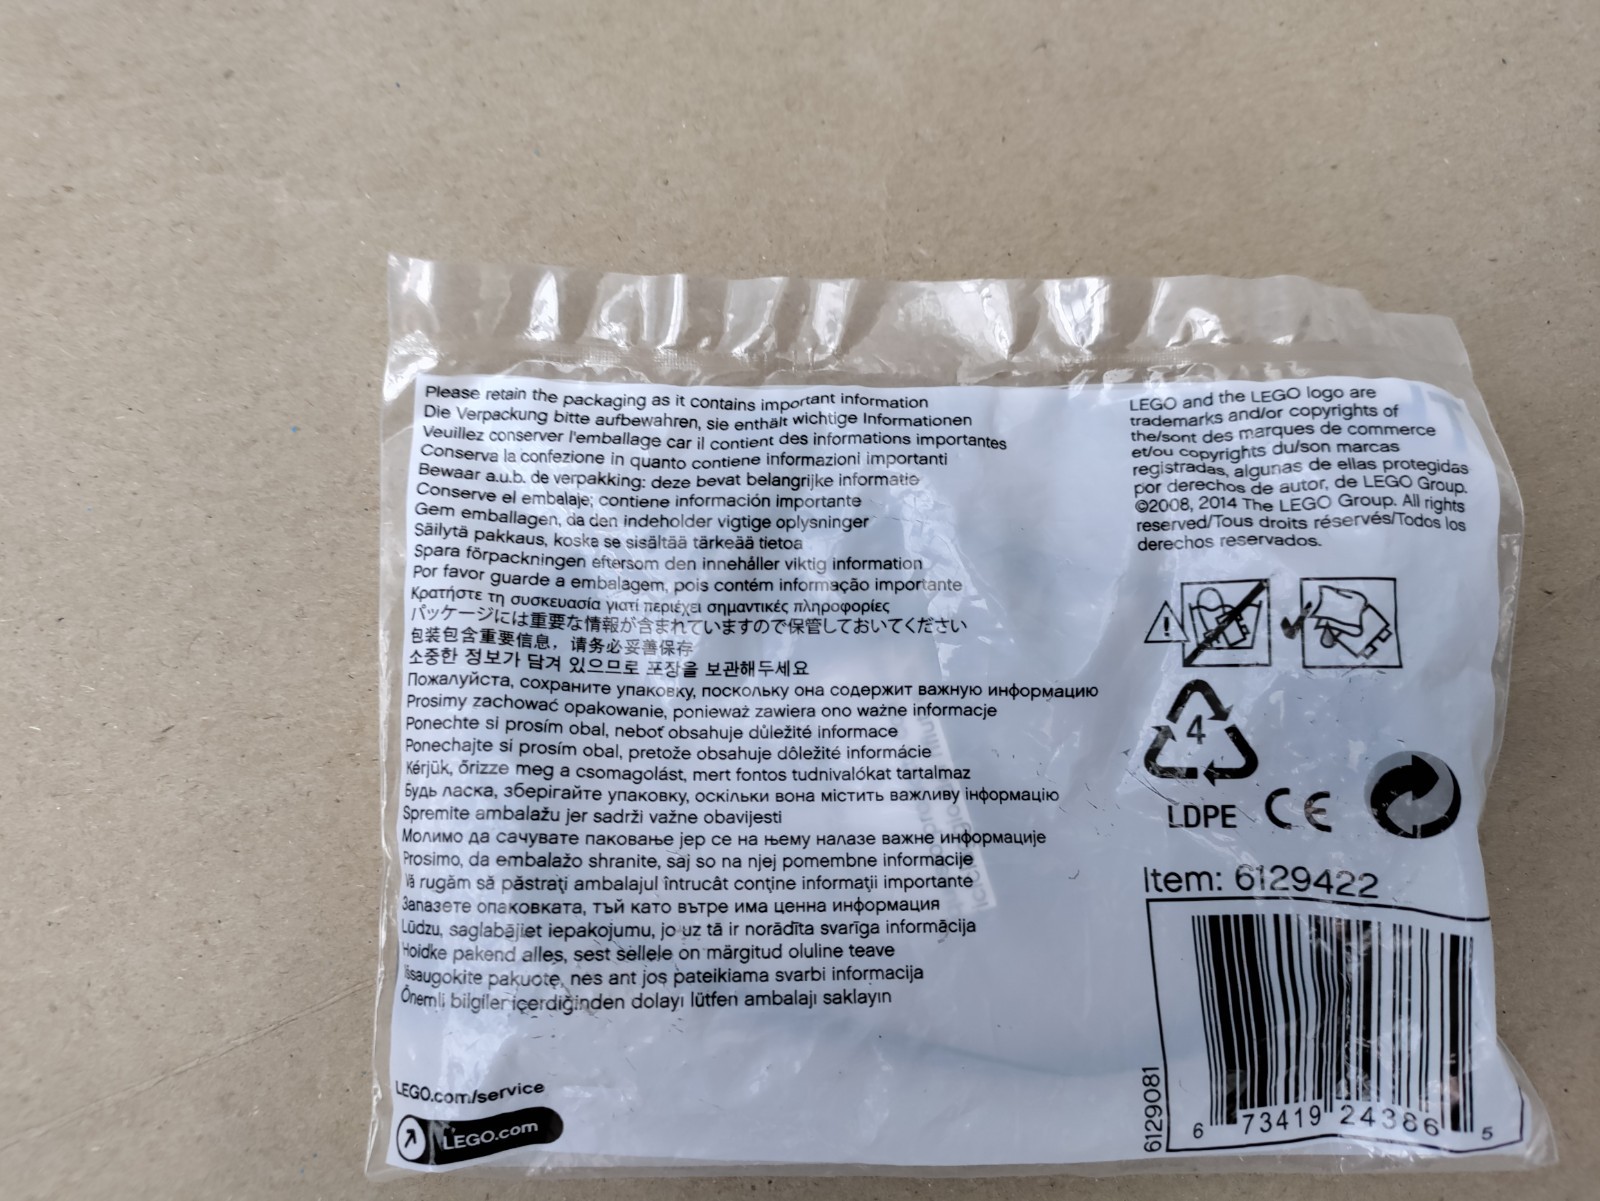 Please retain the packaging as it contains important information
Die Verpackung bitte aufbewahren, sie enthält wichtige Informationen
Veuillez conserver l'emballage car il contient des informations importantes
Conserva la confezione in quanto contiene informazioni importanti
Bewaar a.u.b. de verpakking: deze bevat belangrijke informatie
Conserve el embalaje; contiene información importante
Gem emballagen, da den indeholder vigtige oplysninger
Säilytä pakkaus, koska se sisältää tärkeää tietoa
Spara förpackningen eftersom den innehåller viktig information
Por favor guarde a embalagem, pois contém informação importante
Κρατήστε τη συσκευασία γιατί περιέχει σημαντικές πληροφορίες
パッケージには重要な情報が含まれていますので保管しておいてください
包装包含重要信息，请务必妥善保存
소중한 정보가 담겨 있으므로 포장을 보관해두세요
Пожалуйста, сохраните упаковку, поскольку она содержит важную информацию
Prosimy zachować opakowanie, ponieważ zawiera ono ważne informacje
Ponechte si prosím obal, neboť obsahuje důležité informace
Ponechajte si prosím obal, pretože obsahuje dôležité informácie
Kérjük, őrizze meg a csomagolást, mert fontos tudnivalókat tartalmaz
Будь ласка, зберігайте упаковку, оскільки вона містить важливу інформацію
Spremite ambalažu jer sadrži važne obavijesti
Молимо да сачувате паковање јер се на њему налазе важне информације
Prosimo, da embalažo shranite, saj so na njej pomembne informacije
Vă rugăm să păstraţi ambalajul întrucât conţine informaţii importante
Запазете опаковката, тъй като вътре има ценна информация
Lūdzu, saglabājiet iepakojumu, jo uz tā ir norādīta svarīga informācija
Hoidke pakend alles, sest sellele on märgitud oluline teave
Išsaugokite pakuotę, nes ant jos pateikiama svarbi informacija
Önemli bilgiler içerdiğinden dolayı lütfen ambalajı saklayın
LEGO.com/service
LEGO.com
LEGO and the LEGO logo are
trademarks and/or copyrights of
the/sont des marques de commerce
et/ou copyrights du/son marcas
registradas, algunas de ellas protegidas
por derechos de autor, de LEGO Group.
©2008, 2014 The LEGO Group. All rights
reserved/Tous droits réservés/Todos los
derechos reservados.
4
LDPE CE
Item: 6129422
6129081
6 73419 24386 5